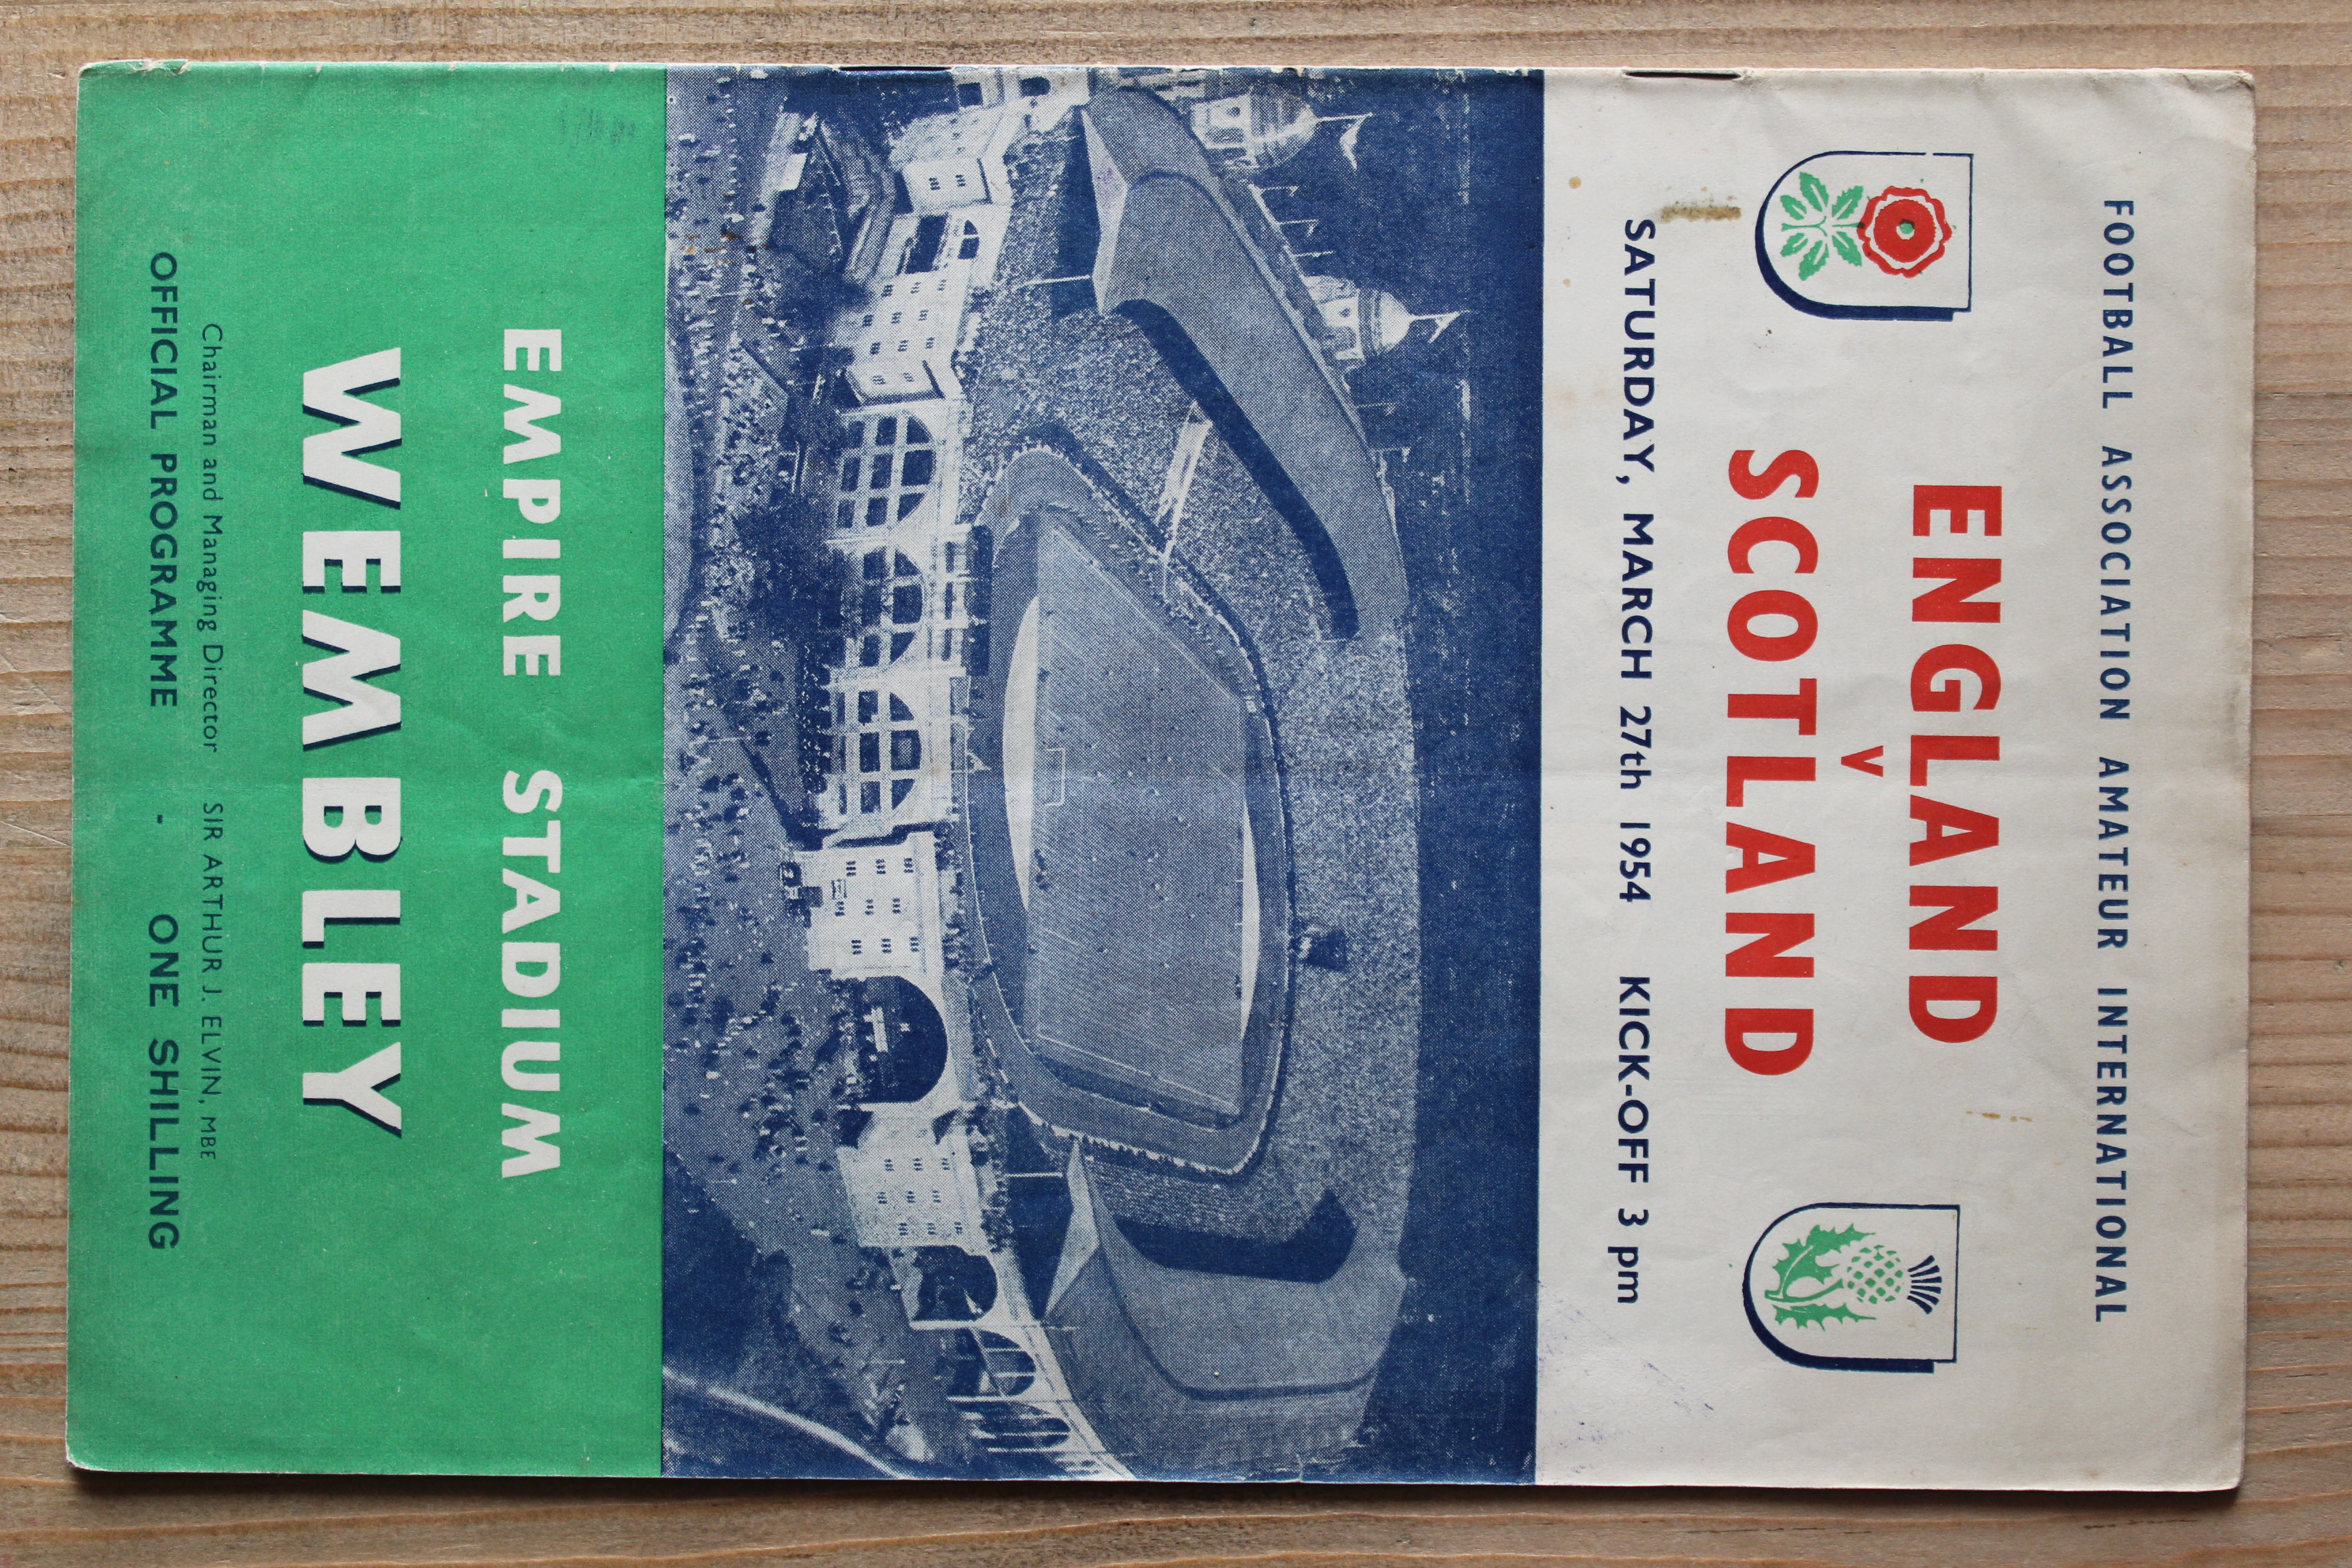 FOOTBALL ASSOCIATION AMATEUR INTERNATIONAL
ENGLAND
v
SCOTLAND
SATURDAY, MARCH 27th 1954 KICK-OFF 3 pm
EMPIRE STADIUM
WEMBLEY
Chairman and Managing Director SIR ARTHUR J. ELVIN, MBE
OFFICIAL PROGRAMME - ONE SHILLING